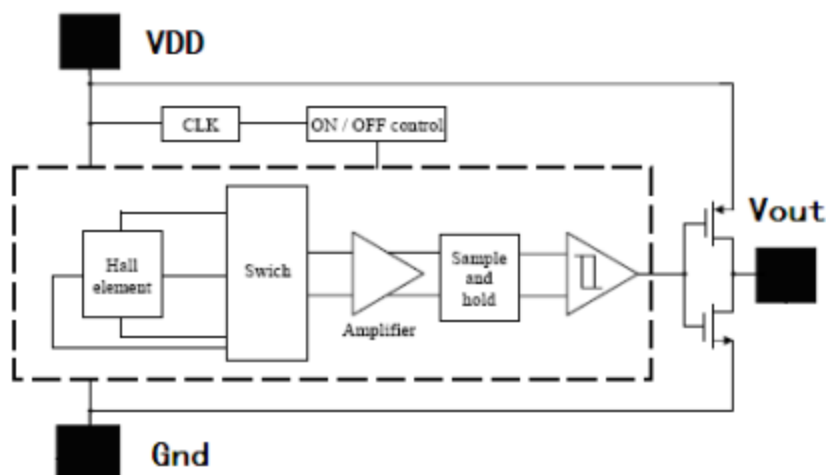 VDD
CLK
ON / OFF control
Vout
Hall
element
Swich
Sample
and
hold
Amplifier
Gnd